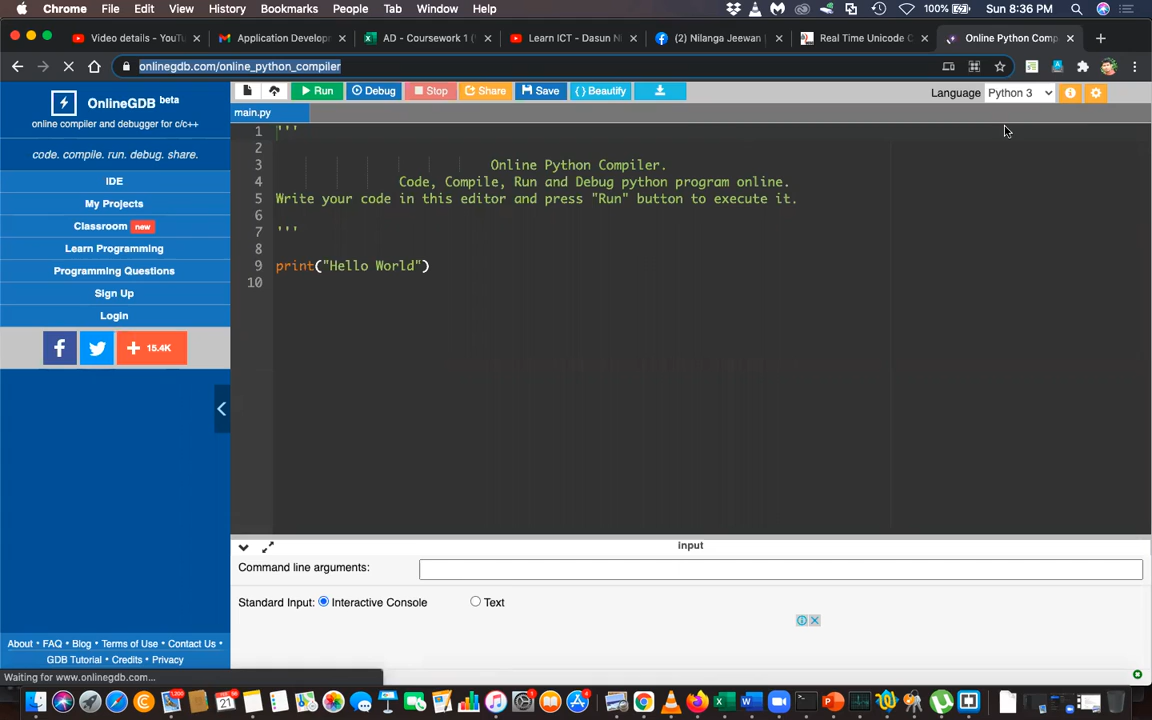 Chrome File Edit View History Bookmarks People Tab Window Help 100% Sun 8:36 PM
Video details - YouTu Gmail Application Develop AD - Coursework 1 ( Learn ICT - Dasun Ni (2) Nilanga Jeewan Real Time Unicode C Online Python Comp
onlinegdb.com/online_python_compiler
OnlineGDB beta
online compiler and debugger for c/c++
code. compile. run. debug. share.
IDE
My Projects
Classroom new
Learn Programming
Programming Questions
Sign Up
Login
15.4K
About • FAQ • Blog • Terms of Use • Contact Us •
GDB Tutorial • Credits • Privacy
Waiting for www.onlinegdb.com...
Run Debug Stop Share Save { } Beautify Language Python 3
main.py
1 '''
2
3 Online Python Compiler.
4 Code, Compile, Run and Debug python program online.
5 Write your code in this editor and press "Run" button to execute it.
6
7 '''
8
9 print("Hello World")
10
input
Command line arguments:
Standard Input: Interactive Console Text